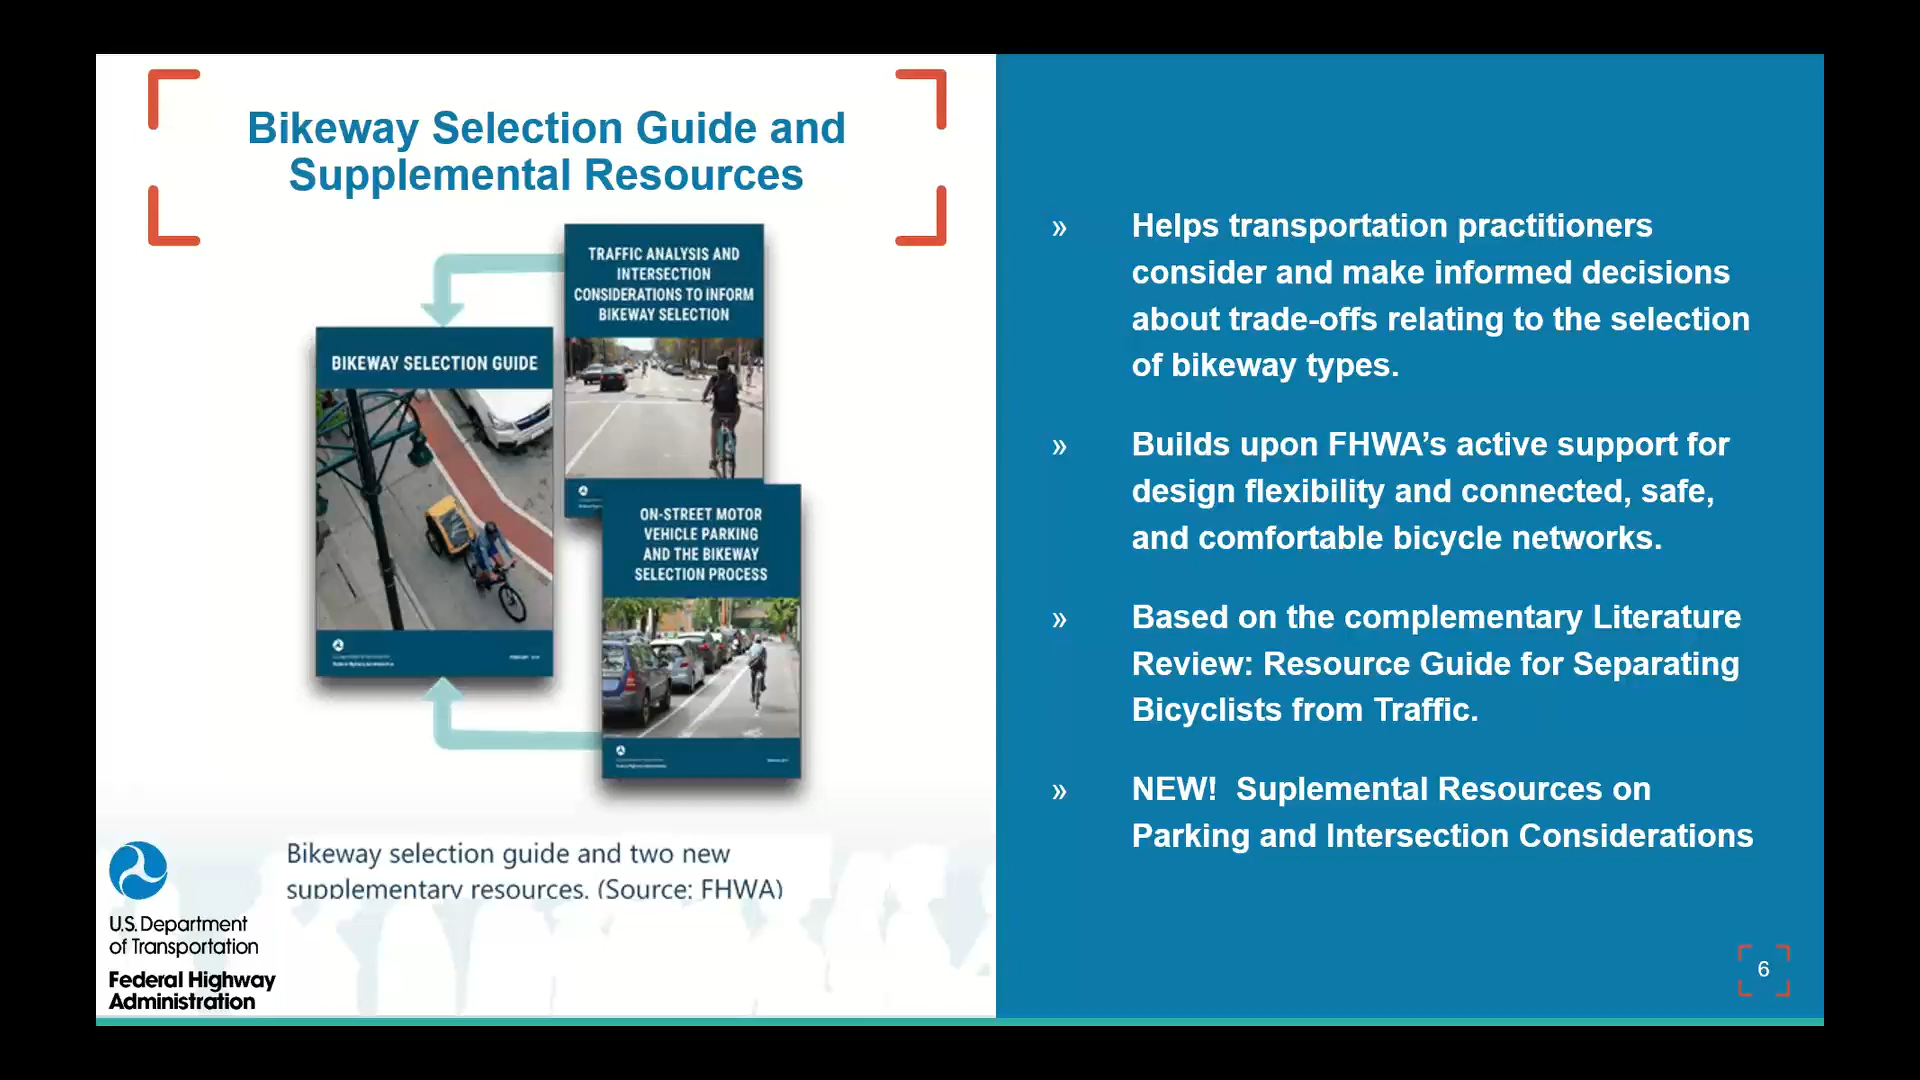 Bikeway Selection Guide and
Supplemental Resources
TRAFFIC ANALYSIS AND
INTERSECTION
CONSIDERATIONS TO INFORM
BIKEWAY SELECTION
BIKEWAY SELECTION GUIDE
ON-STREET MOTOR
VEHICLE PARKING
AND THE BIKEWAY
SELECTION PROCESS
Bikeway selection guide and two new
supplementary resources. (Source: FHWA)
U.S. Department
of Transportation
Federal Highway
Administration
» Helps transportation practitioners
consider and make informed decisions
about trade-offs relating to the selection
of bikeway types.
» Builds upon FHWA’s active support for
design flexibility and connected, safe,
and comfortable bicycle networks.
» Based on the complementary Literature
Review: Resource Guide for Separating
Bicyclists from Traffic.
» NEW! Suplemental Resources on
Parking and Intersection Considerations
6